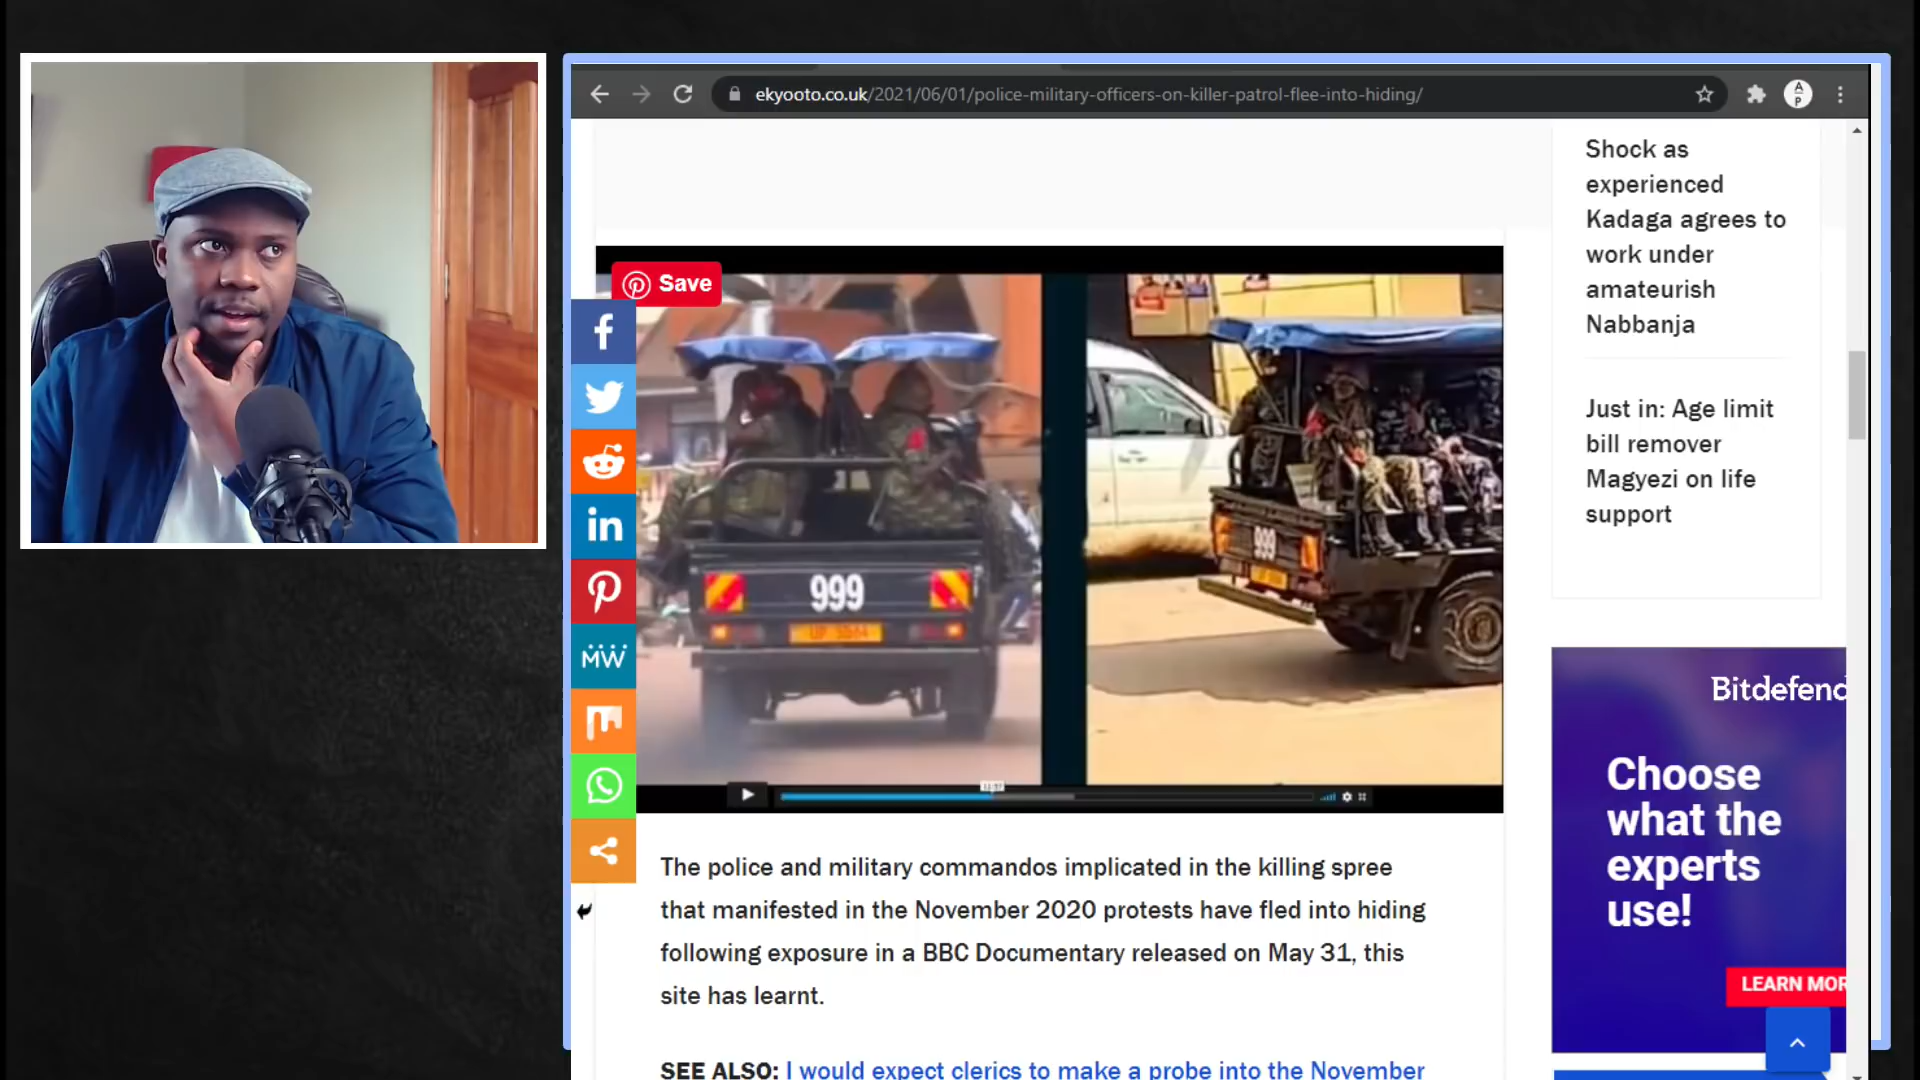 ekyooto.co.uk/2021/06/01/police-military-officers-on-killer-patrol-flee-into-hiding/
A
P
Save
999
999
The police and military commandos implicated in the killing spree
that manifested in the November 2020 protests have fled into hiding
following exposure in a BBC Documentary released on May 31, this
site has learnt.
SEE ALSO: I would expect clerics to make a probe into the November
Shock as
experienced
Kadaga agrees to
work under
amateurish
Nabbanja
Just in: Age limit
bill remover
Magyezi on life
support
Bitdefend
Choose
what the
experts
use!
LEARN MOR